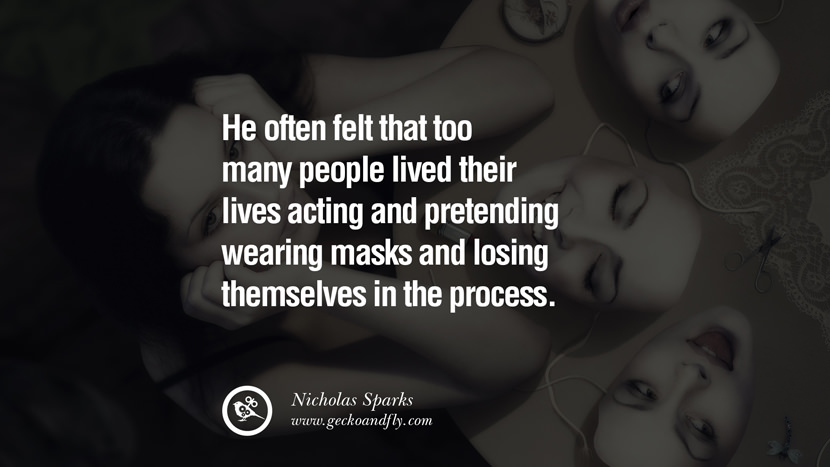 He often felt that too
many people lived their
lives acting and pretending
wearing masks and losing
themselves in the process.
Nicholas Sparks
www.geckoandfly.com